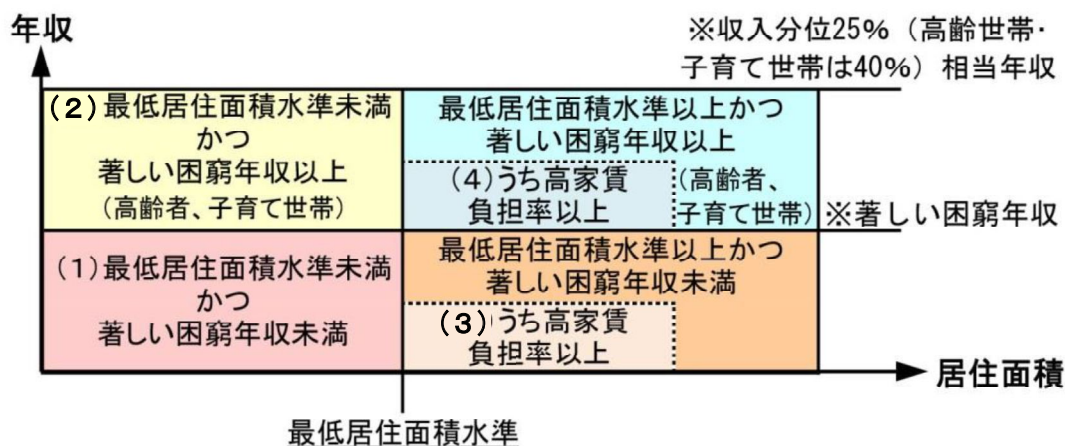 年収
※収入分位25%（高齢世帯・
子育て世帯は40%）相当年収
(２)最低居住面積水準未満
かつ
著しい困窮年収以上
(高齢者、子育て世帯)
最低居住面積水準以上かつ
著しい困窮年収以上
(4)うち高家賃
負担率以上
(高齢者、
子育て世帯)
※著しい困窮年収
(1)最低居住面積水準未満
かつ
著しい困窮年収未満
最低居住面積水準以上かつ
著しい困窮年収未満
(３)うち高家賃
負担率以上
居住面積
最低居住面積水準